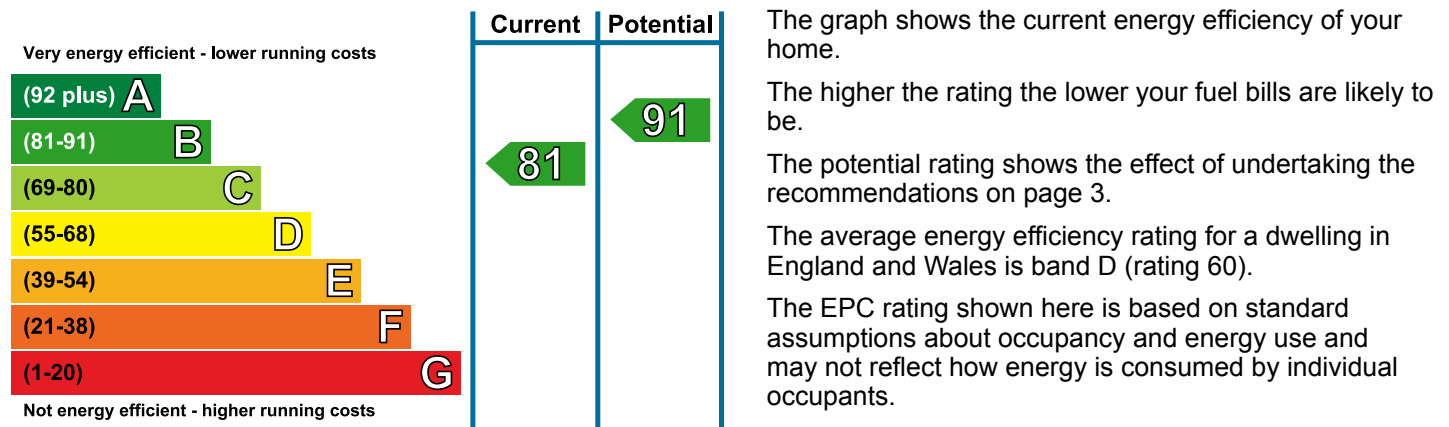 Current Potential
Very energy efficient - lower running costs
(92 plus) A
(81-91) B
(69-80) C
(55-68) D
(39-54) E
(21-38) F
(1-20) G
Not energy efficient - higher running costs
81
91
The graph shows the current energy efficiency of your
home.
The higher the rating the lower your fuel bills are likely to
be.
The potential rating shows the effect of undertaking the
recommendations on page 3.
The average energy efficiency rating for a dwelling in
England and Wales is band D (rating 60).
The EPC rating shown here is based on standard
assumptions about occupancy and energy use and
may not reflect how energy is consumed by individual
occupants.